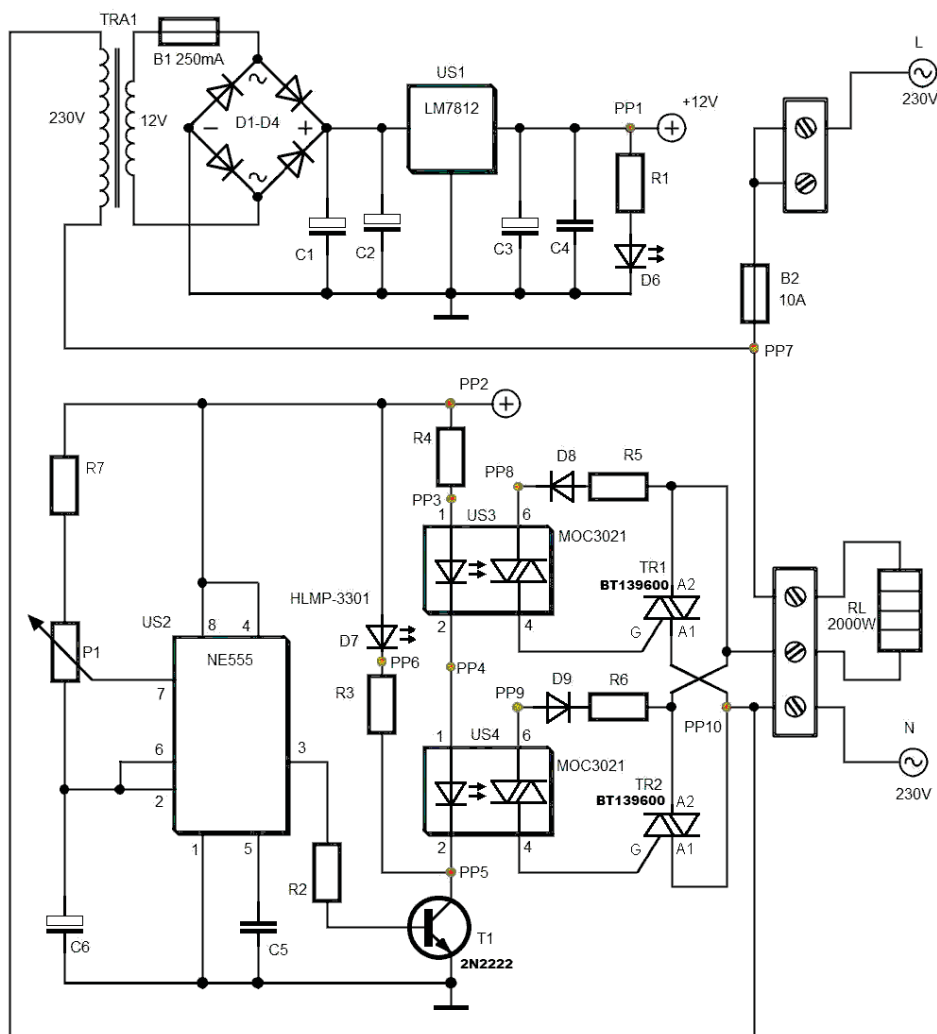 TRA1
B1 250mA
230V
12V
D1-D4
US1
LM7812
PP1
+12V
L
230V
R1
C1
C2
C3
C4
D6
B2
10A
PP7
PP2
R7
R4
PP3
1
US3
PP8
6
D8
R5
MOC3021
TR1
BT139600
A2
G
A1
2
4
RL
2000W
HLMP-3301
D7
PP6
PP4
P1
US2
8
4
NE555
7
6
2
3
1
5
R3
1
US4
PP9
6
D9
R6
PP10
MOC3021
TR2
BT139600
A2
G
A1
2
4
N
230V
PP5
R2
C6
C5
T1
2N2222